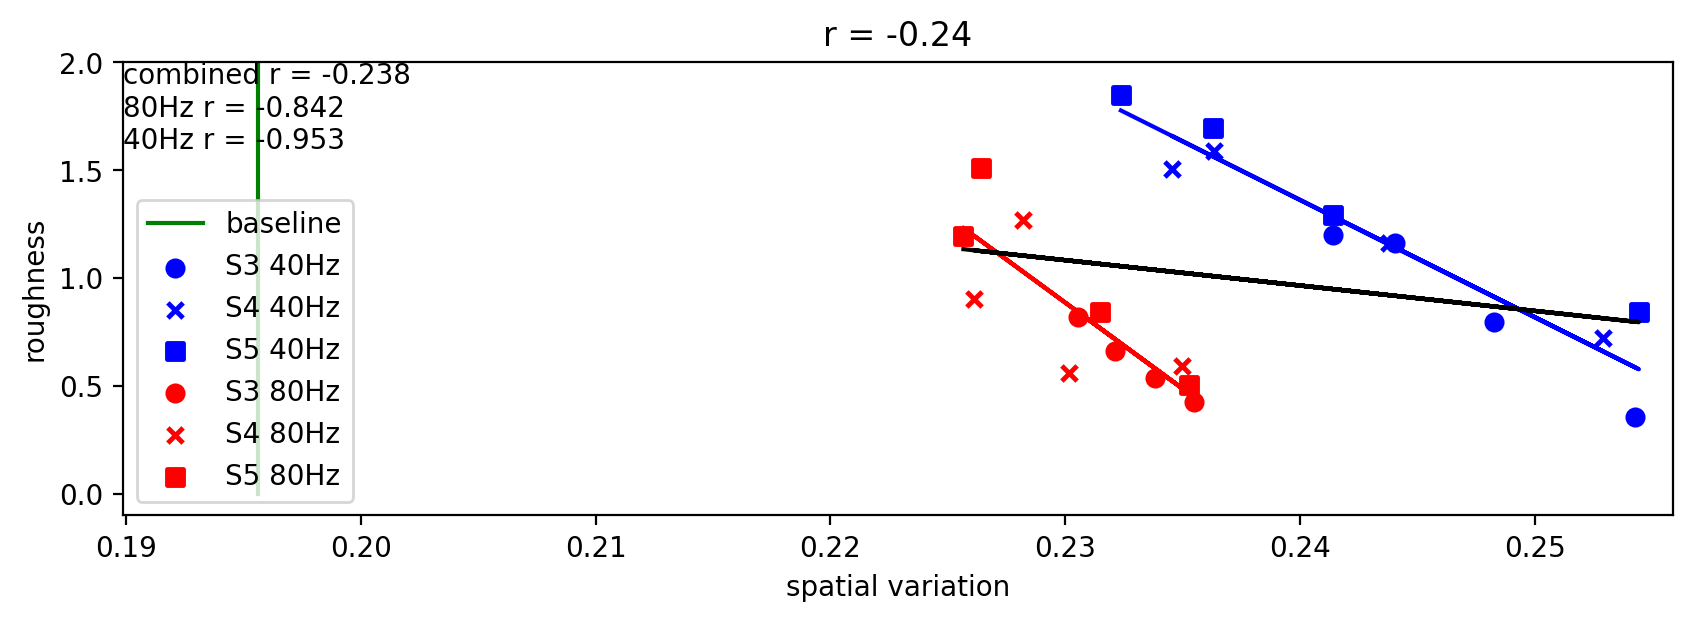 r = -0.24
combined r = -0.238
80Hz r = -0.842
40Hz r = -0.953
2.0
1.5
1.0
0.5
0.0
roughness
baseline
S3 40Hz
S4 40Hz
S5 40Hz
S3 80Hz
S4 80Hz
S5 80Hz
0.19 0.20 0.21 0.22 0.23 0.24 0.25
spatial variation